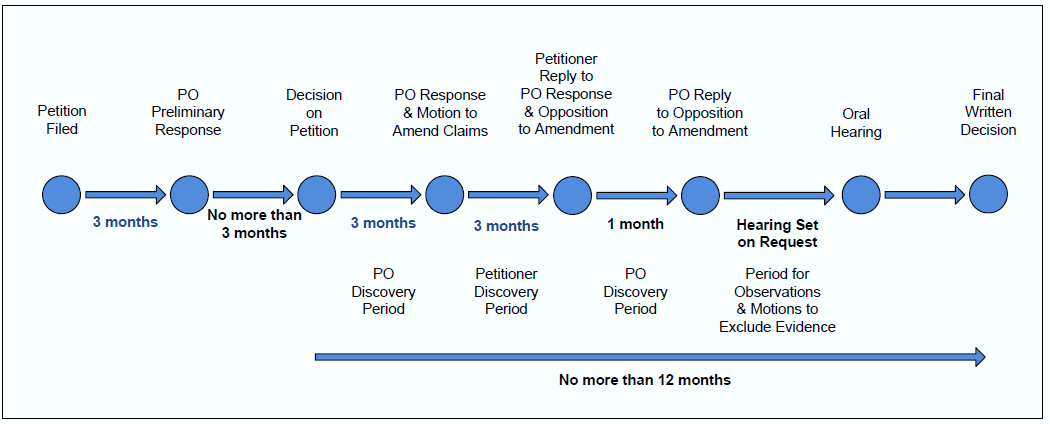 Petition
Filed
PO
Preliminary
Response
Decision
on
Petition
PO Response
& Motion to
Amend Claims
Petitioner
Reply to
PO Response
& Opposition
to Amendment
PO Reply
to Opposition
to Amendment
Oral
Hearing
Final
Written
Decision
3 months
No more than
3 months
3 months
3 months
1 month
Hearing Set
on Request
PO
Discovery
Period
Petitioner
Discovery
Period
PO
Discovery
Period
Period for
Observations
& Motions to
Exclude Evidence
No more than 12 months